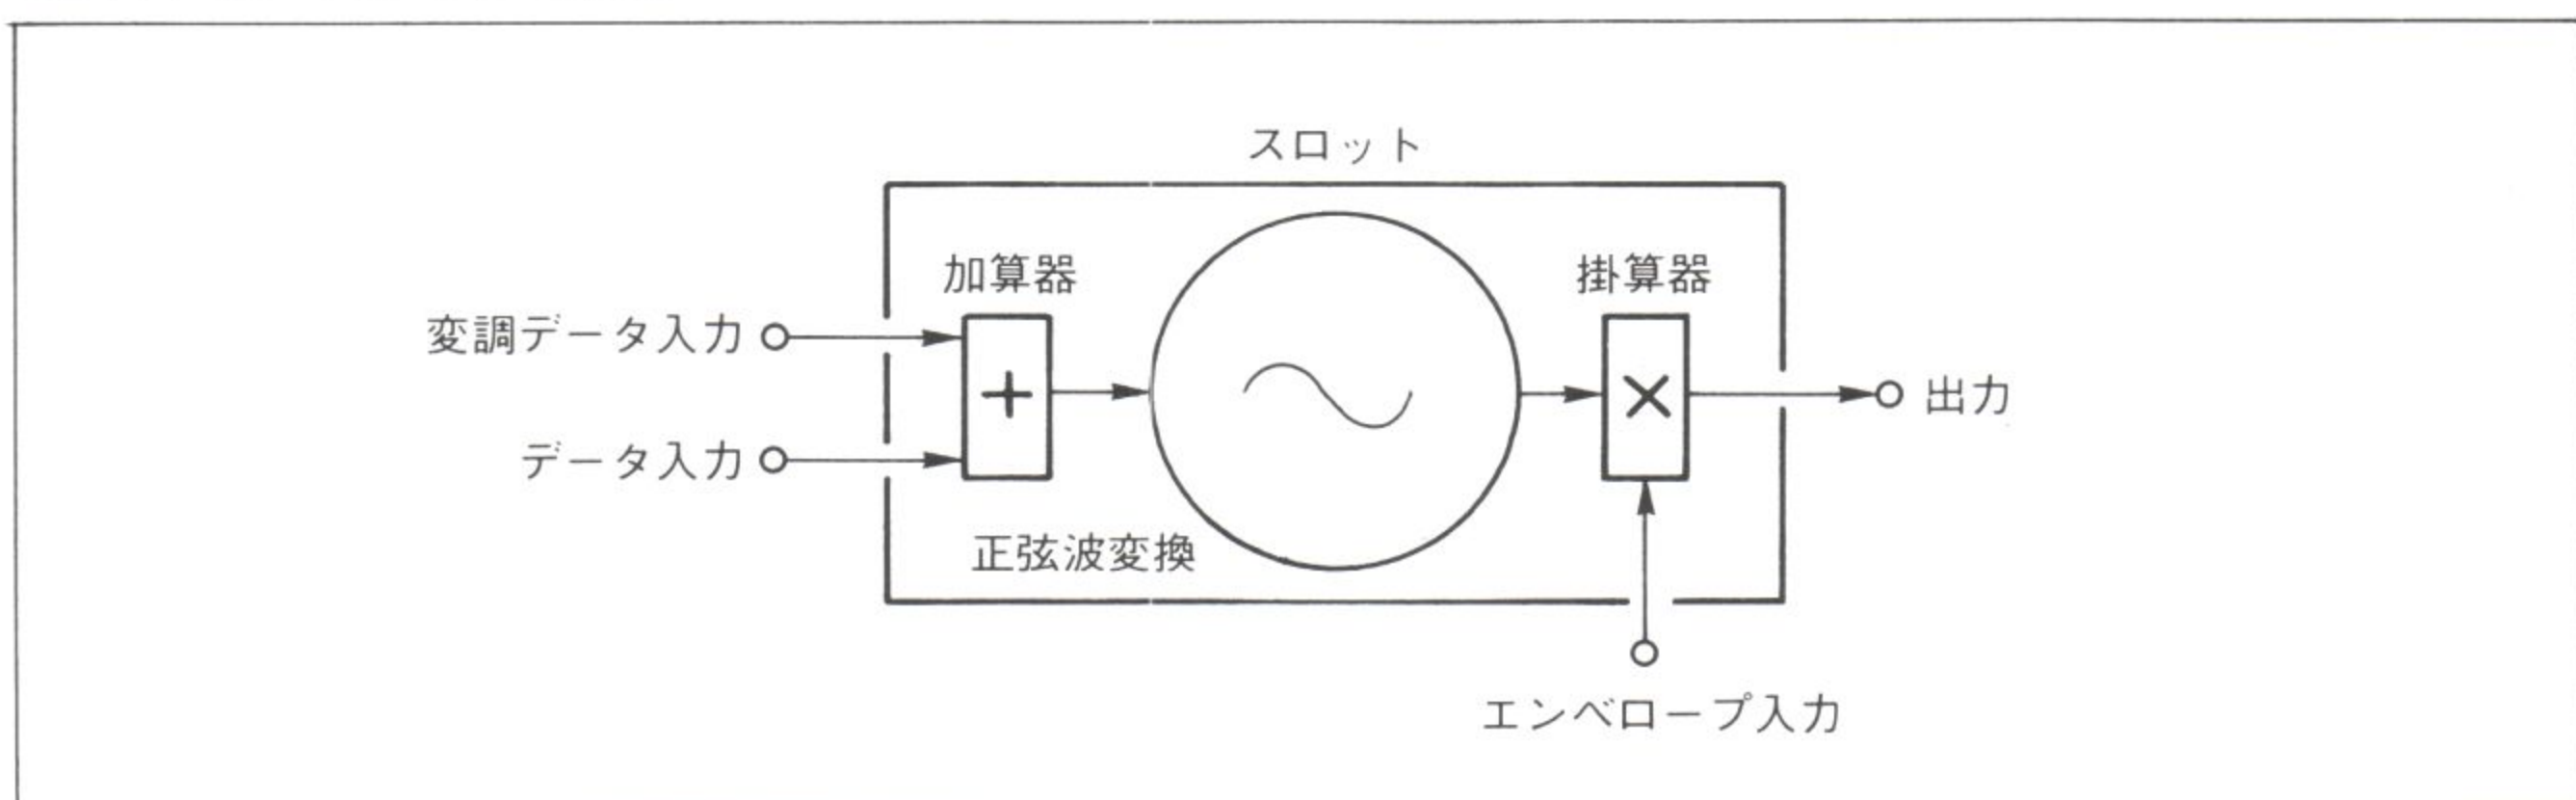 スロット
加算器
掛算器
変調データ入力
+
×
出力
データ入力
正弦波変換
エンベロープ入力